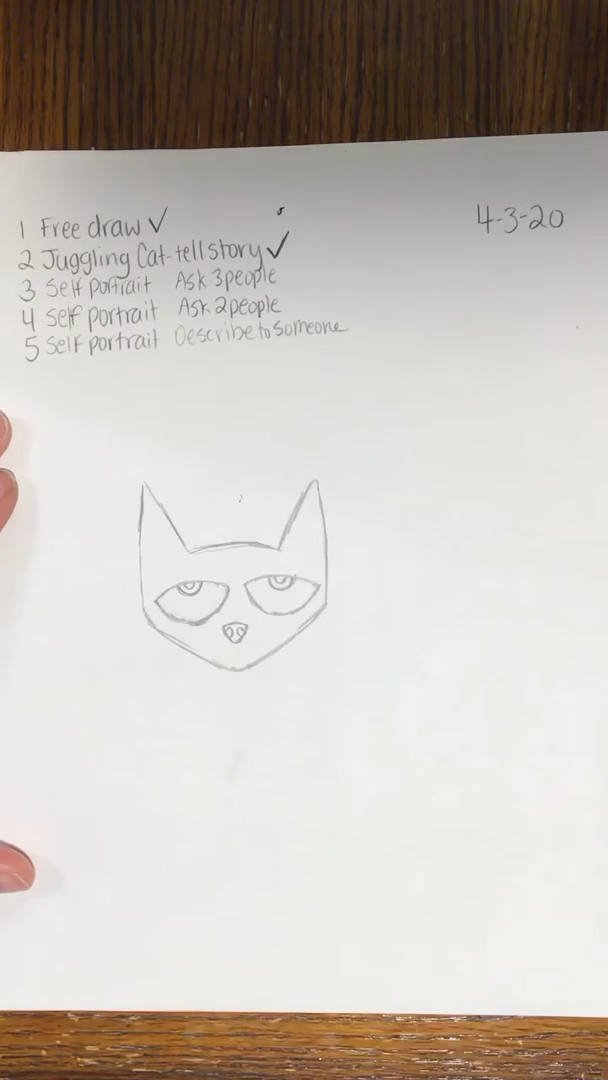 1 Free draw ✓
4-3-20
2 Juggling Cat-tell story ✓
3 Self Portrait Ask 3 people
4 Self portrait Ask 2 people
5 Self portrait Describe to Someone